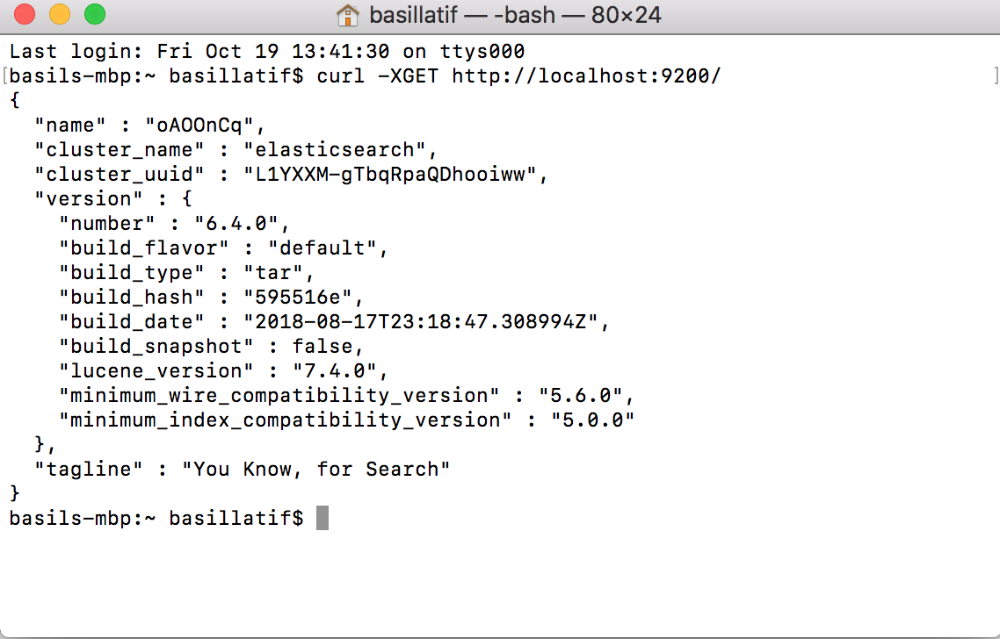 basillatif — -bash — 80×24
Last login: Fri Oct 19 13:41:30 on ttys000
[basils-mbp:~ basillatif$ curl -XGET http://localhost:9200/ ]
{
  "name" : "oAOOnCq",
  "cluster_name" : "elasticsearch",
  "cluster_uuid" : "L1YXXM-gTbqRpaQDhooiww",
  "version" : {
    "number" : "6.4.0",
    "build_flavor" : "default",
    "build_type" : "tar",
    "build_hash" : "595516e",
    "build_date" : "2018-08-17T23:18:47.308994Z",
    "build_snapshot" : false,
    "lucene_version" : "7.4.0",
    "minimum_wire_compatibility_version" : "5.6.0",
    "minimum_index_compatibility_version" : "5.0.0"
  },
  "tagline" : "You Know, for Search"
}
basils-mbp:~ basillatif$